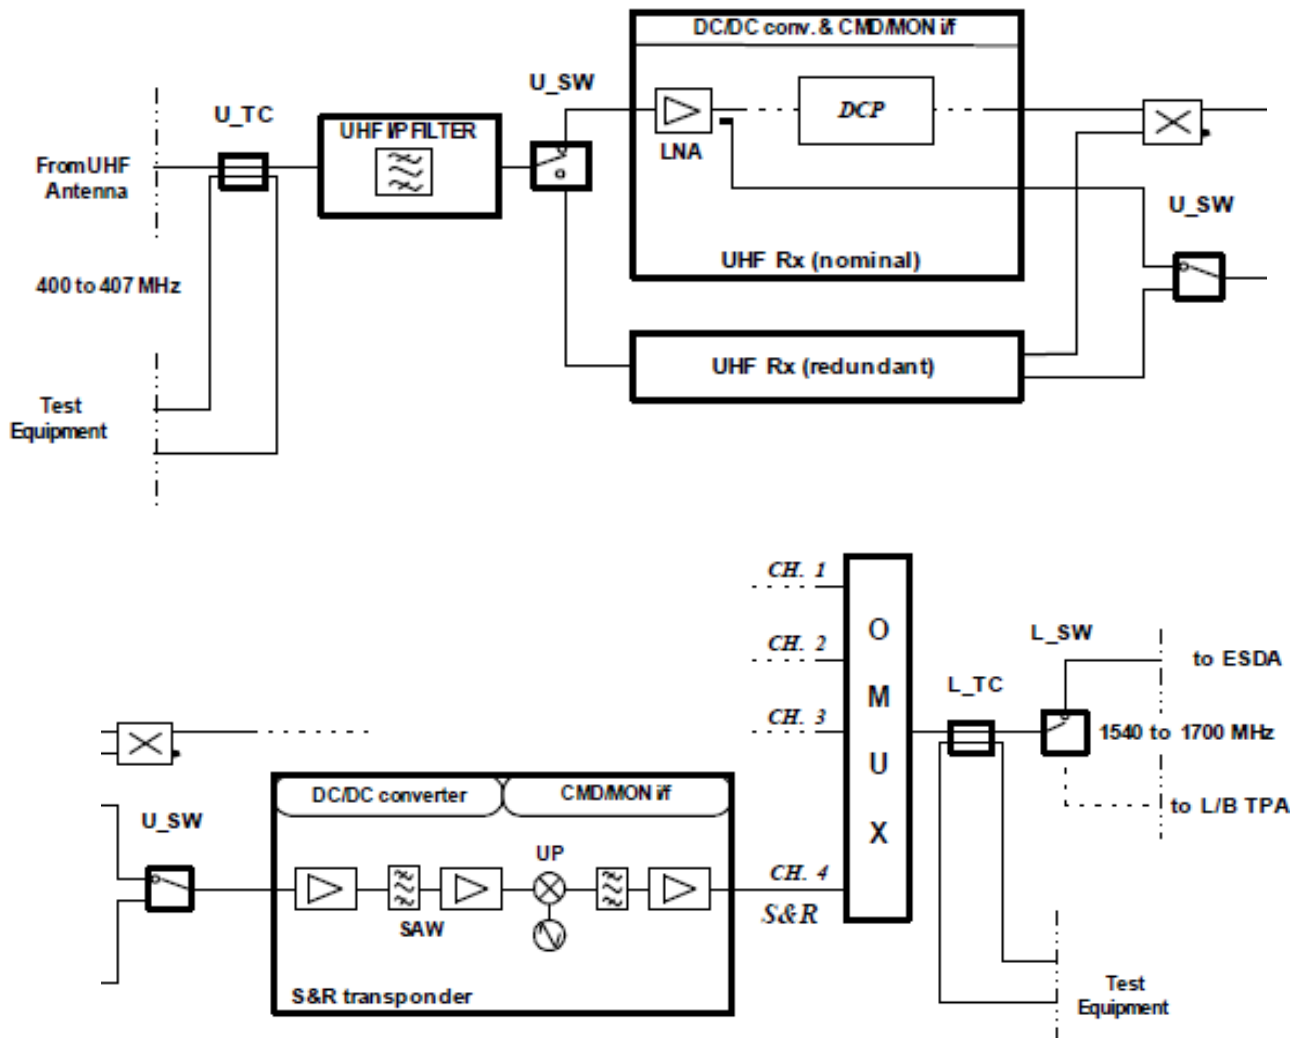 DC/DC conv. & CMD/MON i/f
U_SW
U_TC
UHF I/P FILTER
DCP
LNA
From UHF
Antenna
U_SW
UHF Rx (nominal)
400 to 407 MHz
UHF Rx (redundant)
Test
Equipment
CH. 1
O
L_SW
CH. 2
to ESDA
L_TC
M
CH. 3
1540 to 1700 MHz
U
DC/DC converter
CMD/MON i/f
to L/B TPA
U_SW
X
UP
CH. 4
S&R
SAW
S&R transponder
Test
Equipment